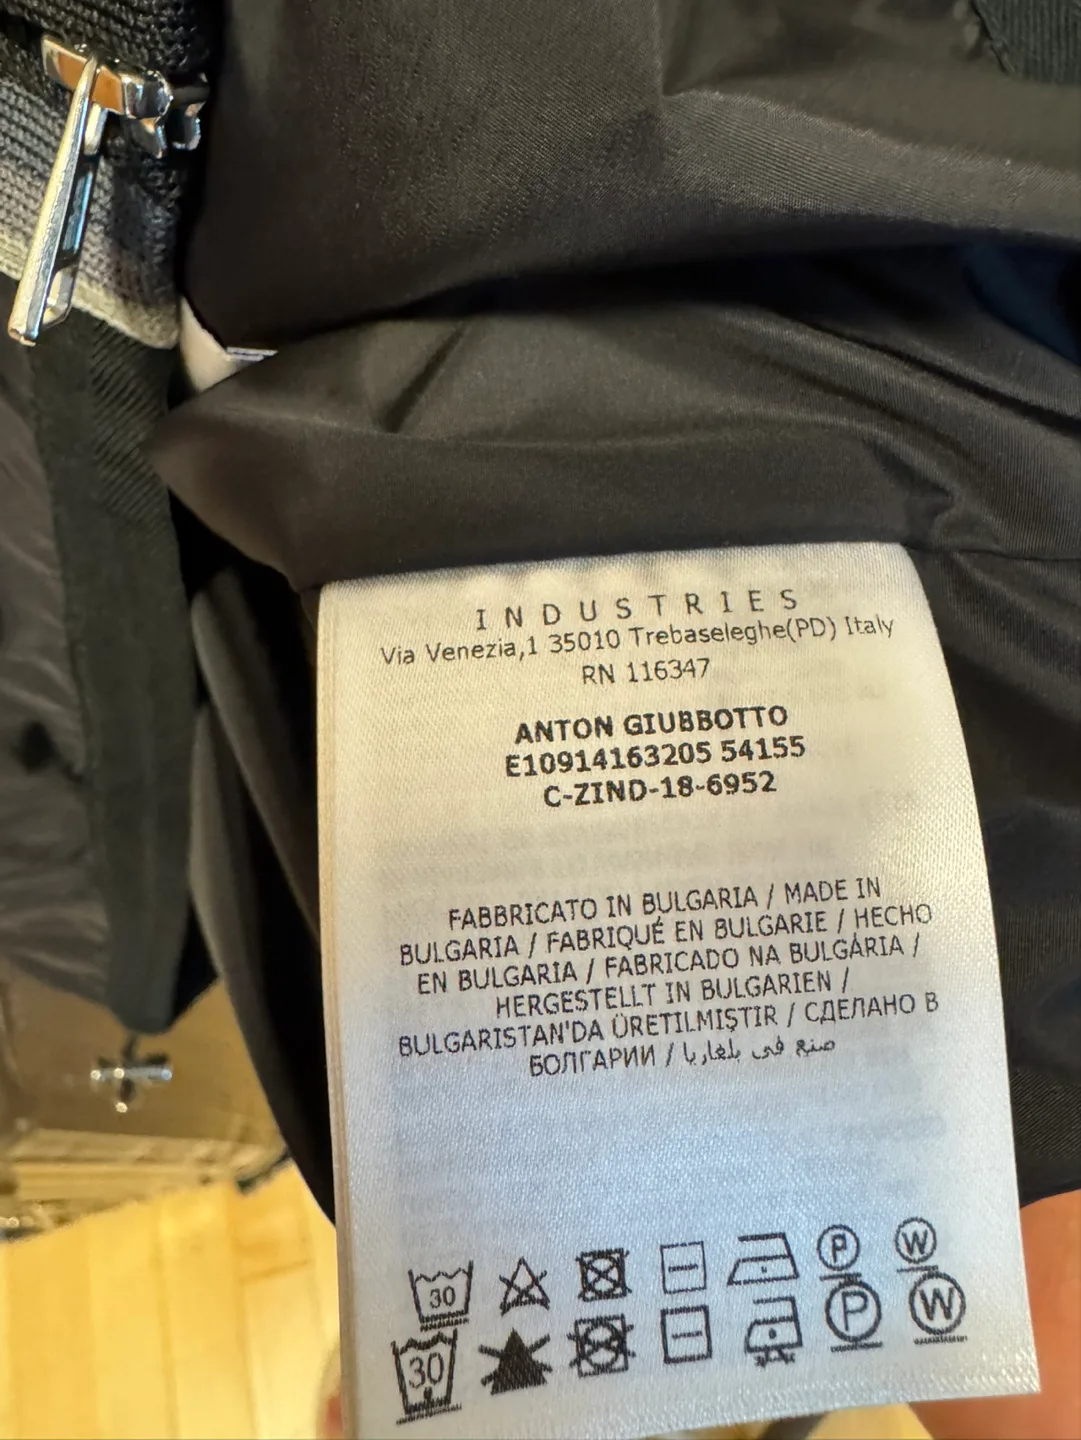 INDUSTRIES
Via Venezia,1 35010 Trebaseleghe(PD) Italy
RN 116347
ANTON GIUBBOTTO
E10914163205 54155
C-ZIND-18-6952
FABBRICATO IN BULGARIA / MADE IN
BULGARIA / FABRIQUÉ EN BULGARIE / HECHO
EN BULGARIA / FABRICADO NA BULGÁRIA /
HERGESTELLT IN BULGARIEN /
BULGARISTAN'DA ÜRETILMIŞTIR / СДЕЛАНО В
БОЛГАРИИ / صنع في بلغاريا
30 P W
30 P W